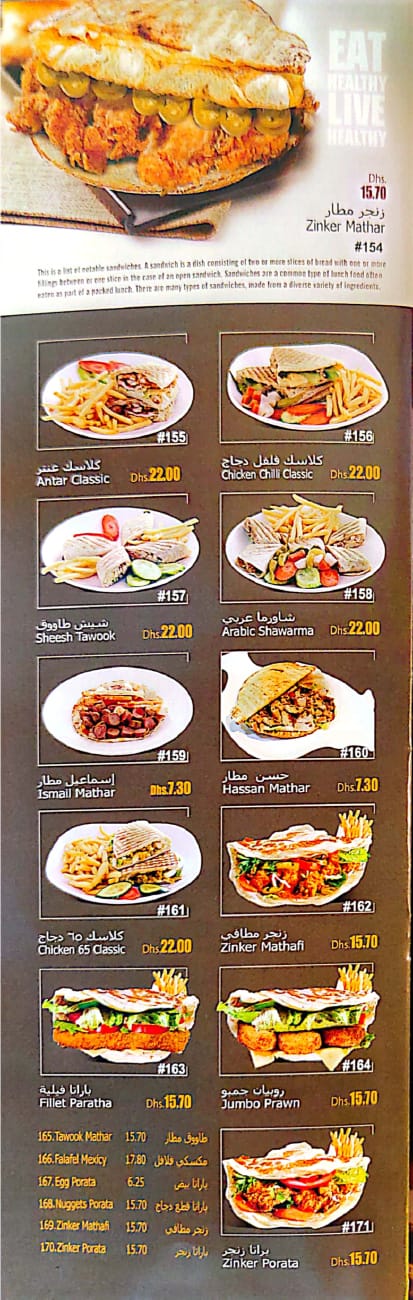 EAT
HEALTHY
LIVE
HEALTHY
Dhs.
15.70
زنجر مطار
Zinker Mathar
#154
This is a list of notable sandwiches. A sandwich is a dish consisting of two or more slices of bread with one or more
fillings between or one slice in the case of an open sandwich. Sandwiches are a common type of lunch food often
eaten as part of a packed lunch. There are many types of sandwiches, made from a diverse variety of ingredients.
#155
كلاسك عنتر
Antar Classic Dhs.22.00
#156
كلاسك فلفل دجاج
Chicken Chilli Classic Dhs.22.00
#157
شيش طاووق
Sheesh Tawook Dhs.22.00
#158
شاورما عربي
Arabic Shawarma Dhs.22.00
#159
إسماعيل مطار
Ismail Mathar Dhs.7.30
#160
حسن مطار
Hassan Mathar Dhs.7.30
#161
كلاسك ٦٥ دجاج
Chicken 65 Classic Dhs.22.00
#162
زنجر مطافي
Zinker Mathafi Dhs.15.70
#163
باراتا فيلية
Fillet Paratha Dhs.15.70
#164
روبيان جمبو
Jumbo Prawn Dhs.15.70
165.Tawook Mathar 15.70 طاووق مطار
166.Falafel Mexicy 17.80 مكسكي فلافل
167.Egg Porata 6.25 باراتا بيض
168.Nuggets Porata 15.70 باراتا قطع دجاج
169.Zinker Mathafi 15.70 زنجر مطافي
170.Zinker Porata 15.70 باراتا زنجر
#171
براتا زنجر
Zinker Porata Dhs.15.70